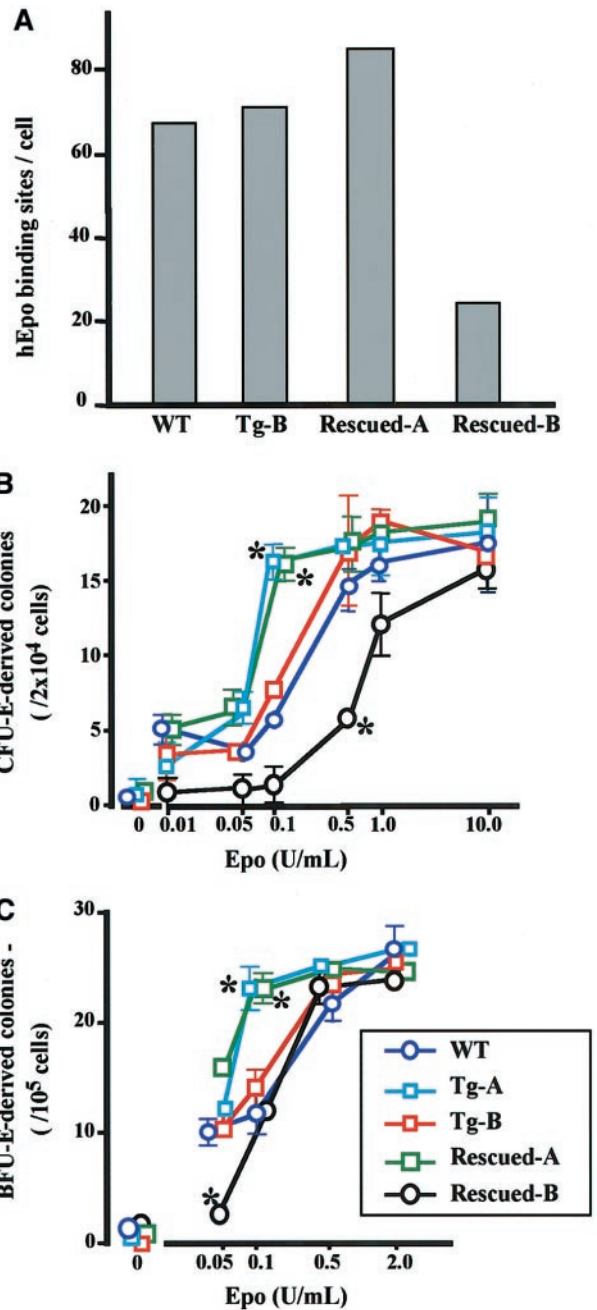 A
hEpo binding sites / cell
80
60
40
20
0
WT Tg-B Rescued-A Rescued-B
B
CFU-E-derived colonies
( /2x10⁴ cells)
20
15
10
5
0
*
*
*
0 0.01 0.05 0.1 0.5 1.0 10.0
Epo (U/mL)
C
BFU-E-derived colonies -
( /10⁵ cells)
30
20
10
0
*
*
*
WT
Tg-A
Tg-B
Rescued-A
Rescued-B
0 0.05 0.1 0.5 2.0
Epo (U/mL)